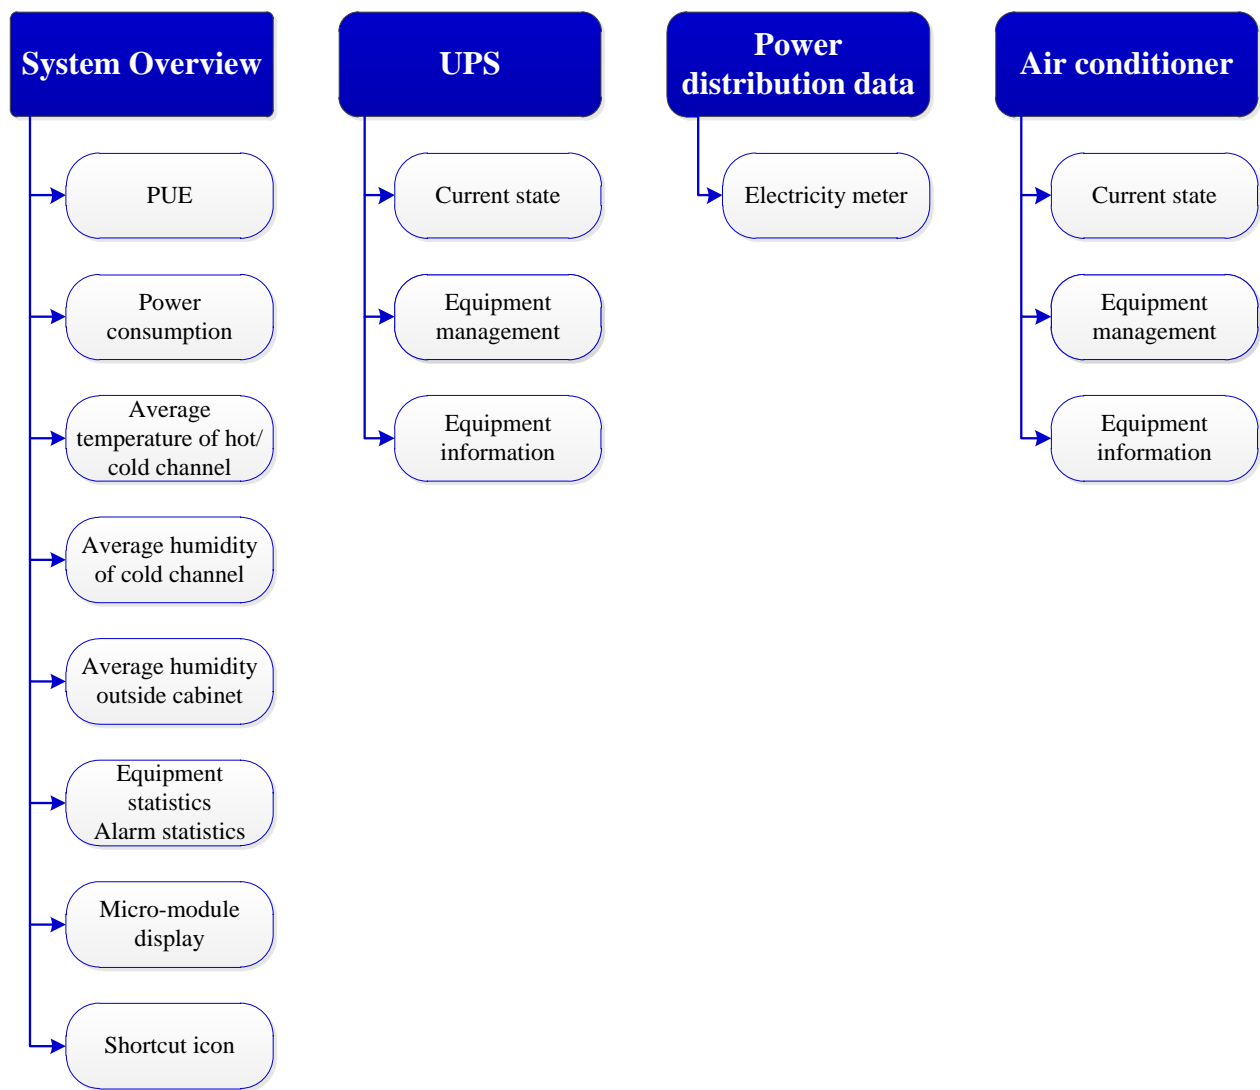 System Overview
PUE
Power
consumption
Average
temperature of hot/
cold channel
Average humidity
of cold channel
Average humidity
outside cabinet
Equipment
statistics
Alarm statistics
Micro-module
display
Shortcut icon
UPS
Current state
Equipment
management
Equipment
information
Power
distribution data
Electricity meter
Air conditioner
Current state
Equipment
management
Equipment
information